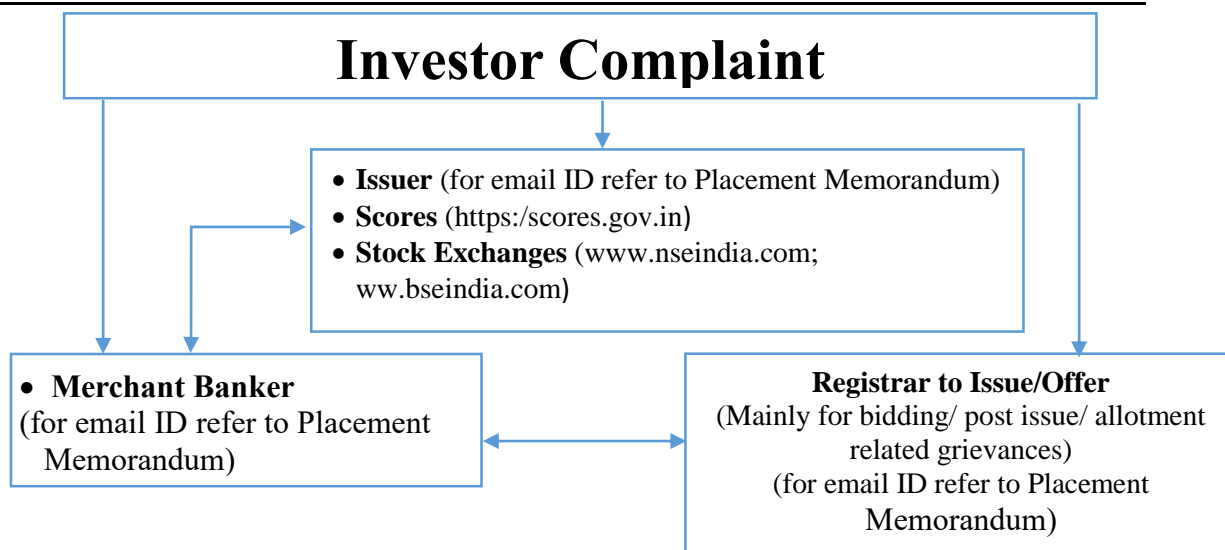 Investor Complaint
• Issuer (for email ID refer to Placement Memorandum)
• Scores (https:/scores.gov.in)
• Stock Exchanges (www.nseindia.com;
ww.bseindia.com)
• Merchant Banker
(for email ID refer to Placement
Memorandum)
Registrar to Issue/Offer
(Mainly for bidding/ post issue/ allotment
related grievances)
(for email ID refer to Placement
Memorandum)